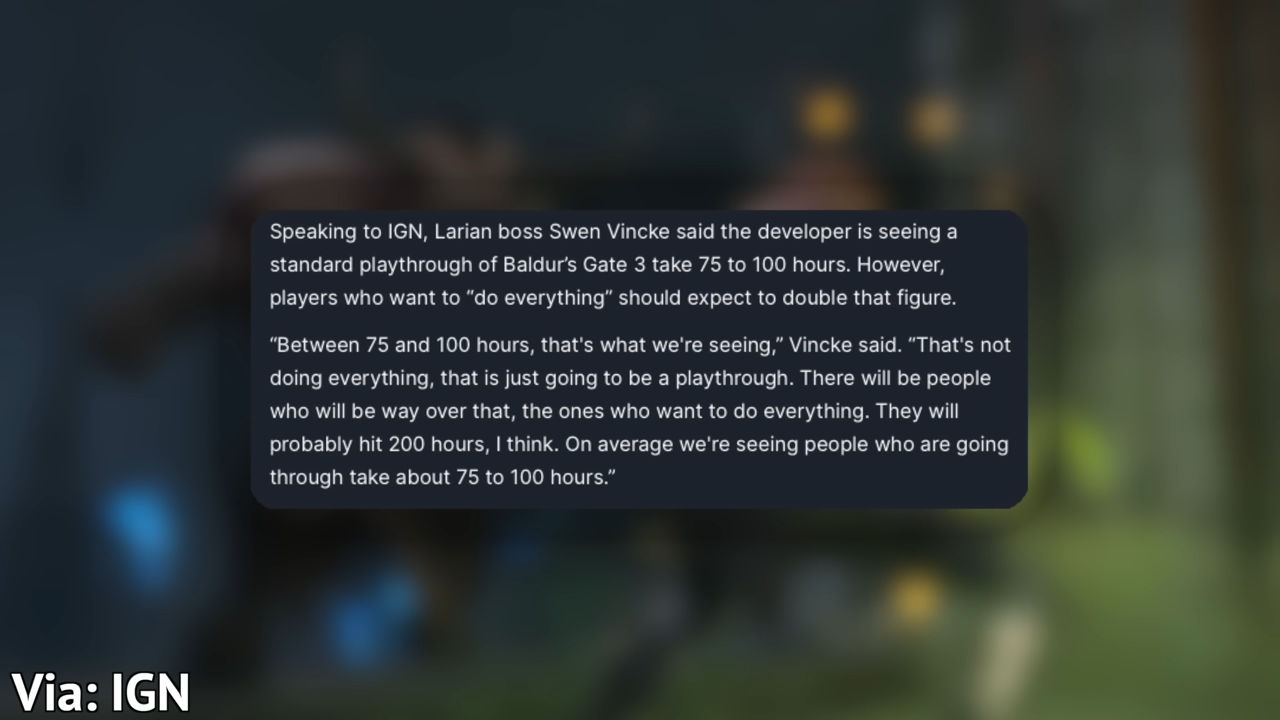 Speaking to IGN, Larian boss Swen Vincke said the developer is seeing a
standard playthrough of Baldur’s Gate 3 take 75 to 100 hours. However,
players who want to “do everything” should expect to double that figure.
“Between 75 and 100 hours, that's what we're seeing,” Vincke said. “That's not
doing everything, that is just going to be a playthrough. There will be people
who will be way over that, the ones who want to do everything. They will
probably hit 200 hours, I think. On average we're seeing people who are going
through take about 75 to 100 hours.”
Via: IGN